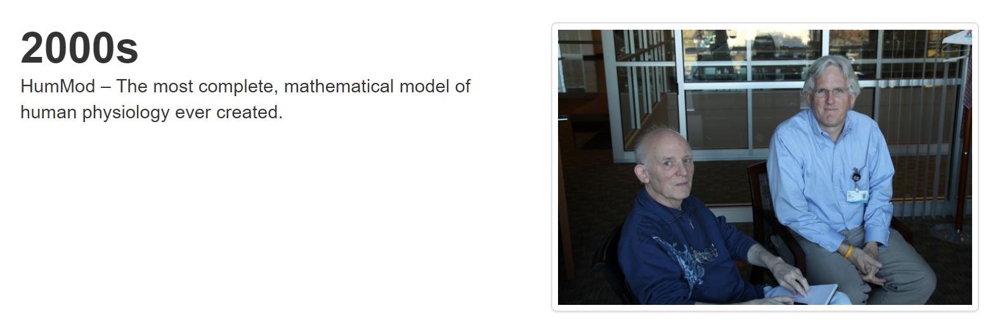 2000s
HumMod – The most complete, mathematical model of
human physiology ever created.